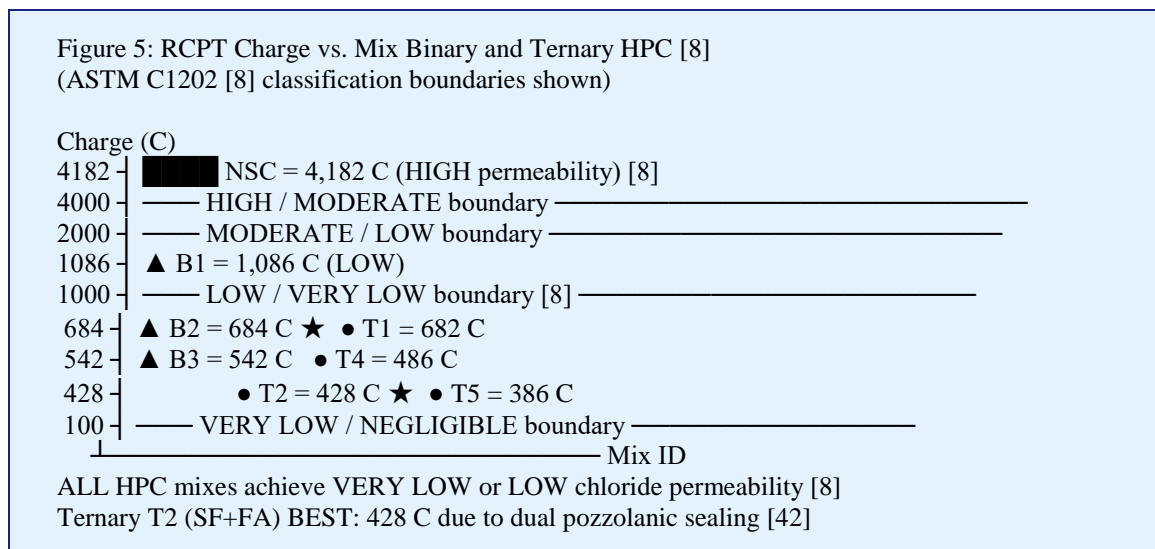 Figure 5: RCPT Charge vs. Mix Binary and Ternary HPC [8]
(ASTM C1202 [8] classification boundaries shown)
Charge (C)
4182 ┤ ████ NSC = 4,182 C (HIGH permeability) [8]
4000 ┤ ─── HIGH / MODERATE boundary ──────────────────────
2000 ┤ ─── MODERATE / LOW boundary ─────────────────────
1086 ┤ ▲ B1 = 1,086 C (LOW)
1000 ┤ ─── LOW / VERY LOW boundary [8] ──────────────────
684 ┤ ▲ B2 = 684 C ★ ● T1 = 682 C
542 ┤ ▲ B3 = 542 C ● T4 = 486 C
428 ┤ ● T2 = 428 C ★ ● T5 = 386 C
100 ┤ ─── VERY LOW / NEGLIGIBLE boundary ─────────────
┴──────────────────────── Mix ID
ALL HPC mixes achieve VERY LOW or LOW chloride permeability [8]
Ternary T2 (SF+FA) BEST: 428 C due to dual pozzolanic sealing [42]